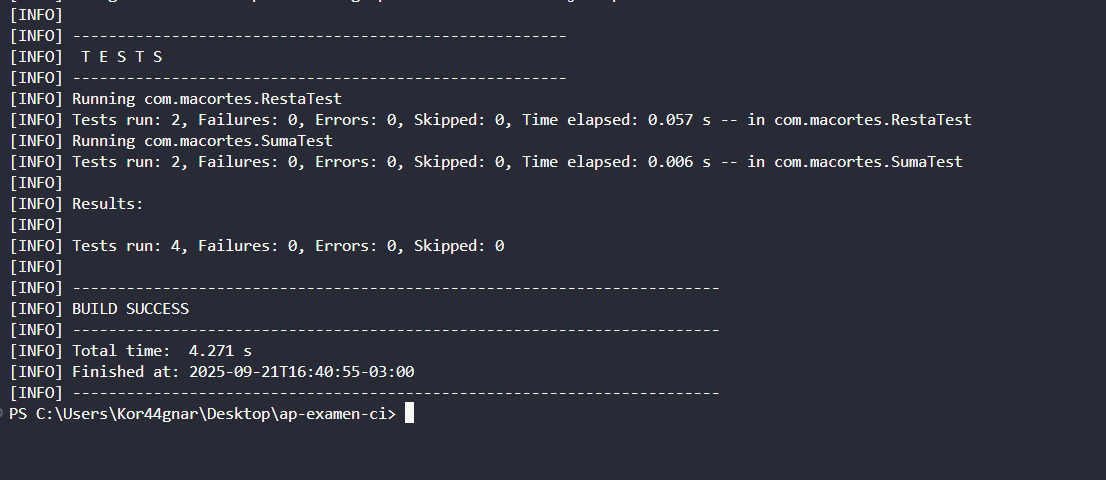 [INFO]
[INFO] -------------------------------------------------------
[INFO]  T E S T S
[INFO] -------------------------------------------------------
[INFO] Running com.macortes.RestaTest
[INFO] Tests run: 2, Failures: 0, Errors: 0, Skipped: 0, Time elapsed: 0.057 s -- in com.macortes.RestaTest
[INFO] Running com.macortes.SumaTest
[INFO] Tests run: 2, Failures: 0, Errors: 0, Skipped: 0, Time elapsed: 0.006 s -- in com.macortes.SumaTest
[INFO]
[INFO] Results:
[INFO]
[INFO] Tests run: 4, Failures: 0, Errors: 0, Skipped: 0
[INFO]
[INFO] ------------------------------------------------------------------------
[INFO] BUILD SUCCESS
[INFO] ------------------------------------------------------------------------
[INFO] Total time:  4.271 s
[INFO] Finished at: 2025-09-21T16:40:55-03:00
[INFO] ------------------------------------------------------------------------
PS C:\Users\Kor44gnar\Desktop\ap-examen-ci>